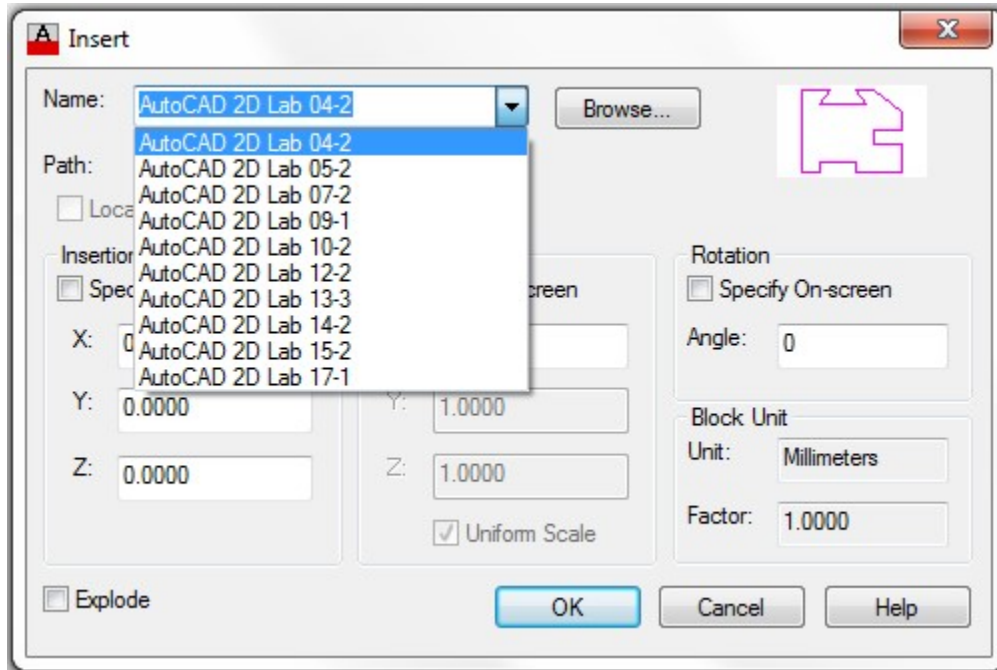 Insert
Name: AutoCAD 2D Lab 04-2 Browse...
AutoCAD 2D Lab 04-2
Path: AutoCAD 2D Lab 05-2
AutoCAD 2D Lab 07-2
Loca AutoCAD 2D Lab 09-1
Insertion AutoCAD 2D Lab 10-2 Rotation
Spec AutoCAD 2D Lab 12-2 creen Specify On-screen
AutoCAD 2D Lab 13-3
X: 0 AutoCAD 2D Lab 14-2 Angle: 0
AutoCAD 2D Lab 15-2
AutoCAD 2D Lab 17-1
Y: 0.0000 Y: 1.0000 Block Unit
Unit: Millimeters
Z: 0.0000 Z: 1.0000
Factor: 1.0000
Uniform Scale
Explode OK Cancel Help